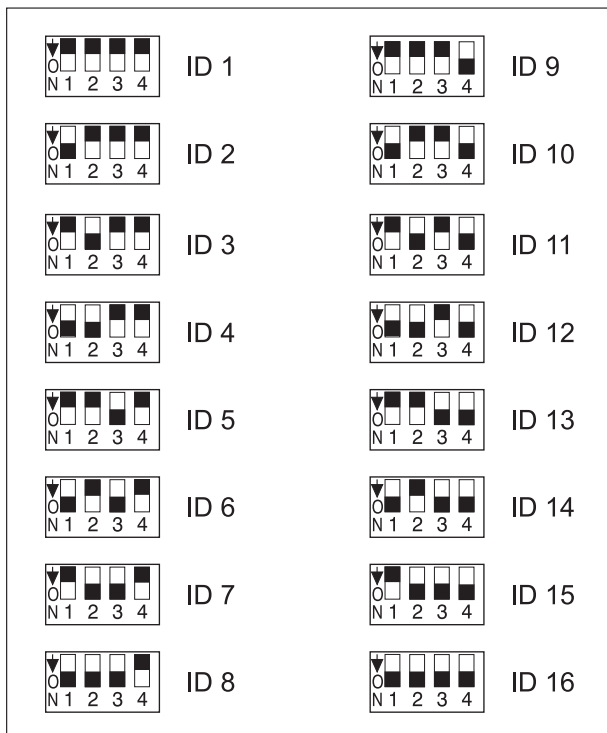 O
N 1 2 3 4 ID 1
O
N 1 2 3 4 ID 2
O
N 1 2 3 4 ID 3
O
N 1 2 3 4 ID 4
O
N 1 2 3 4 ID 5
O
N 1 2 3 4 ID 6
O
N 1 2 3 4 ID 7
O
N 1 2 3 4 ID 8
O
N 1 2 3 4 ID 9
O
N 1 2 3 4 ID 10
O
N 1 2 3 4 ID 11
O
N 1 2 3 4 ID 12
O
N 1 2 3 4 ID 13
O
N 1 2 3 4 ID 14
O
N 1 2 3 4 ID 15
O
N 1 2 3 4 ID 16